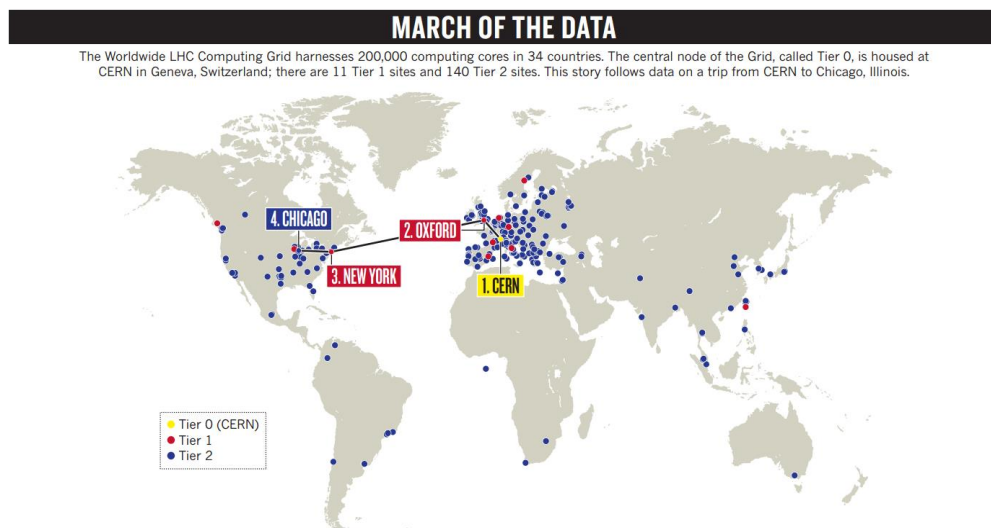 MARCH OF THE DATA
The Worldwide LHC Computing Grid harnesses 200,000 computing cores in 34 countries. The central node of the Grid, called Tier 0, is housed at
CERN in Geneva, Switzerland; there are 11 Tier 1 sites and 140 Tier 2 sites. This story follows data on a trip from CERN to Chicago, Illinois.
4. CHICAGO
2. OXFORD
3. NEW YORK
1. CERN
Tier 0 (CERN)
Tier 1
Tier 2